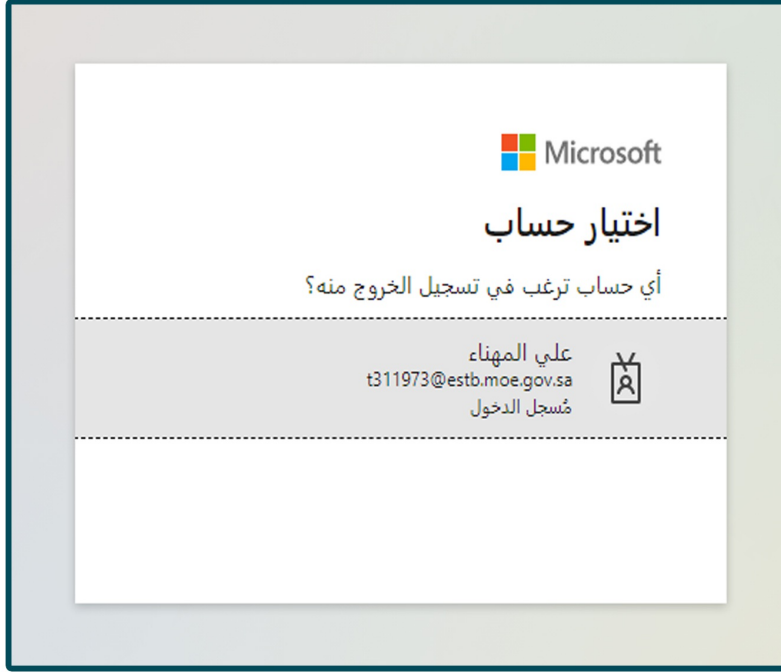 Microsoft
اختيار حساب
أي حساب ترغب في تسجيل الخروج منه؟
علي المهناء
t311973@estb.moe.gov.sa
مُسجل الدخول